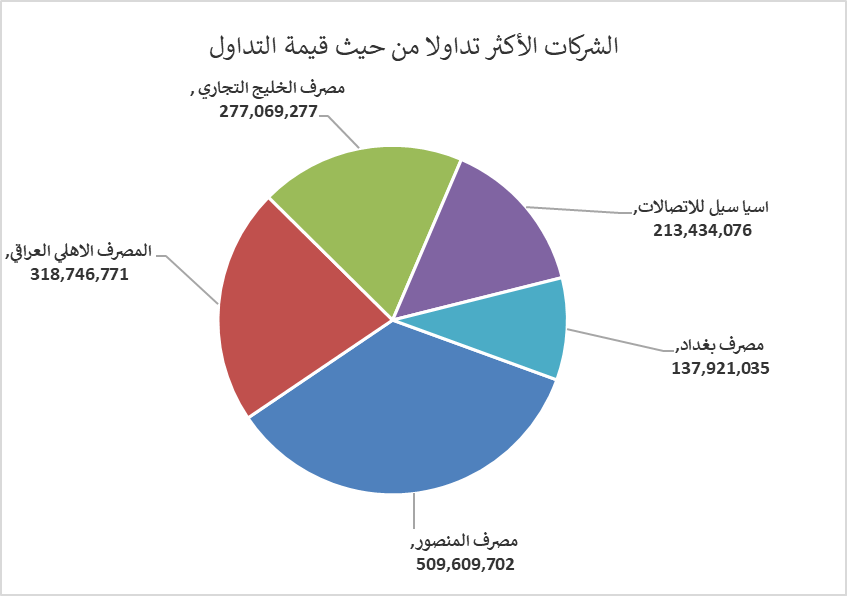 الشركات الأكثر تداولا من حيث قيمة التداول
مصرف الخليج التجاري ,
277,069,277
اسيا سيل للاتصالات,
213,434,076
المصرف الاهلي العراقي,
318,746,771
مصرف بغداد,
137,921,035
مصرف المنصور,
509,609,702